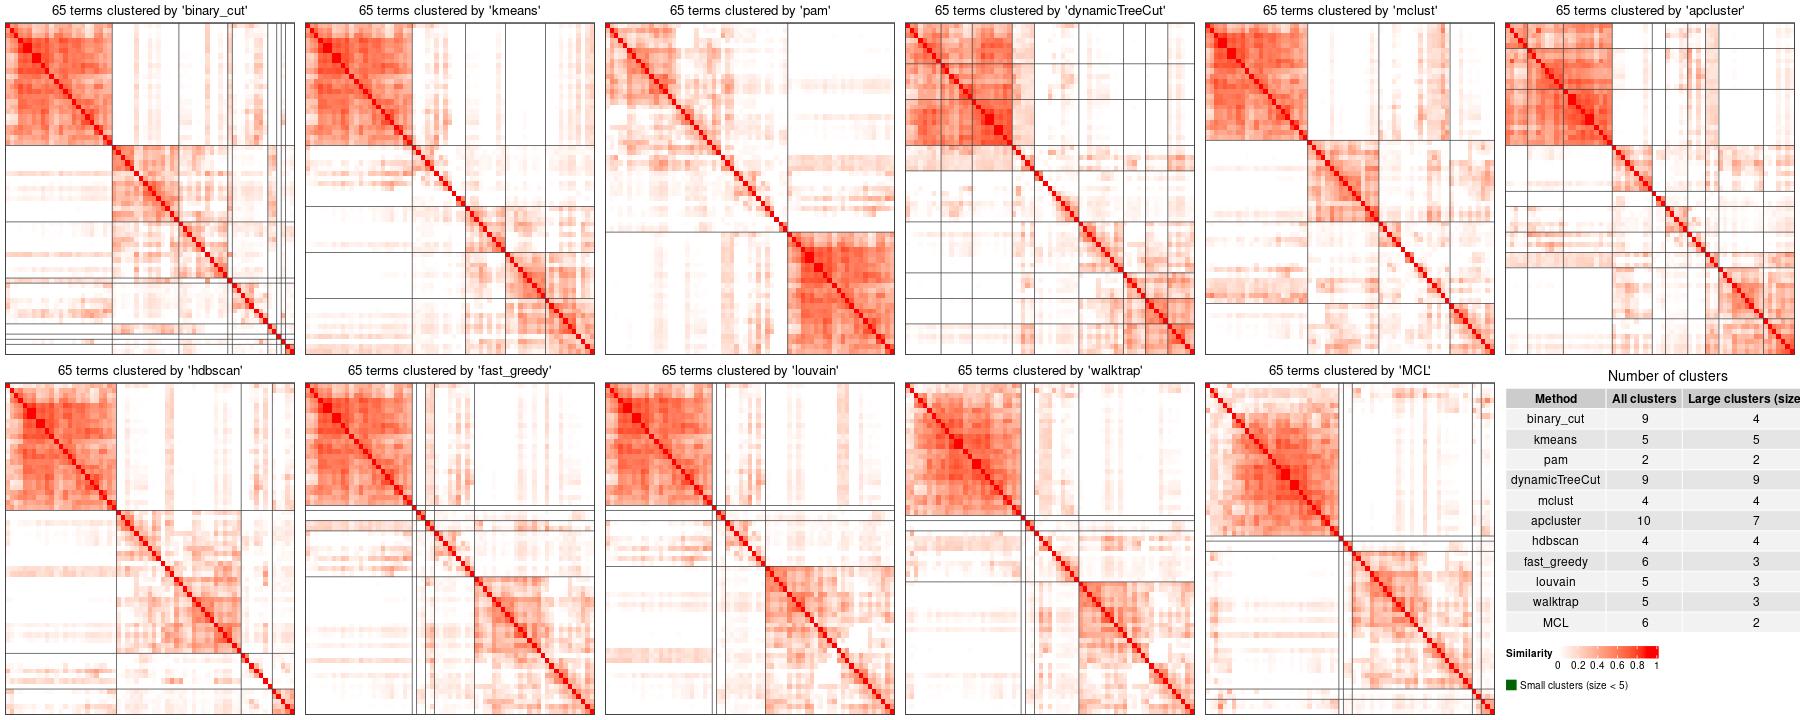 65 terms clustered by 'binary_cut'
65 terms clustered by 'kmeans'
65 terms clustered by 'pam'
65 terms clustered by 'dynamicTreeCut'
65 terms clustered by 'mclust'
65 terms clustered by 'apcluster'
65 terms clustered by 'hdbscan'
65 terms clustered by 'fast_greedy'
65 terms clustered by 'louvain'
65 terms clustered by 'walktrap'
65 terms clustered by 'MCL'
Number of clusters
Method All clusters Large clusters (size
binary_cut 9 4
kmeans 5 5
pam 2 2
dynamicTreeCut 9 9
mclust 4 4
apcluster 10 7
hdbscan 4 4
fast_greedy 6 3
louvain 5 3
walktrap 5 3
MCL 6 2
Similarity
0 0.2 0.4 0.6 0.8 1
Small clusters (size < 5)